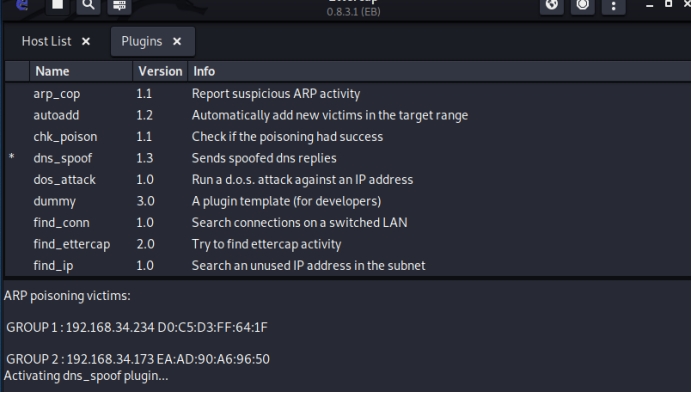 0.8.3.1 (EB)
Host List × Plugins ×
Name Version Info
arp_cop 1.1 Report suspicious ARP activity
autoadd 1.2 Automatically add new victims in the target range
chk_poison 1.1 Check if the poisoning had success
* dns_spoof 1.3 Sends spoofed dns replies
dos_attack 1.0 Run a d.o.s. attack against an IP address
dummy 3.0 A plugin template (for developers)
find_conn 1.0 Search connections on a switched LAN
find_ettercap 2.0 Try to find ettercap activity
find_ip 1.0 Search an unused IP address in the subnet
ARP poisoning victims:
GROUP 1 : 192.168.34.234 D0:C5:D3:FF:64:1F
GROUP 2 : 192.168.34.173 EA:AD:90:A6:96:50
Activating dns_spoof plugin...